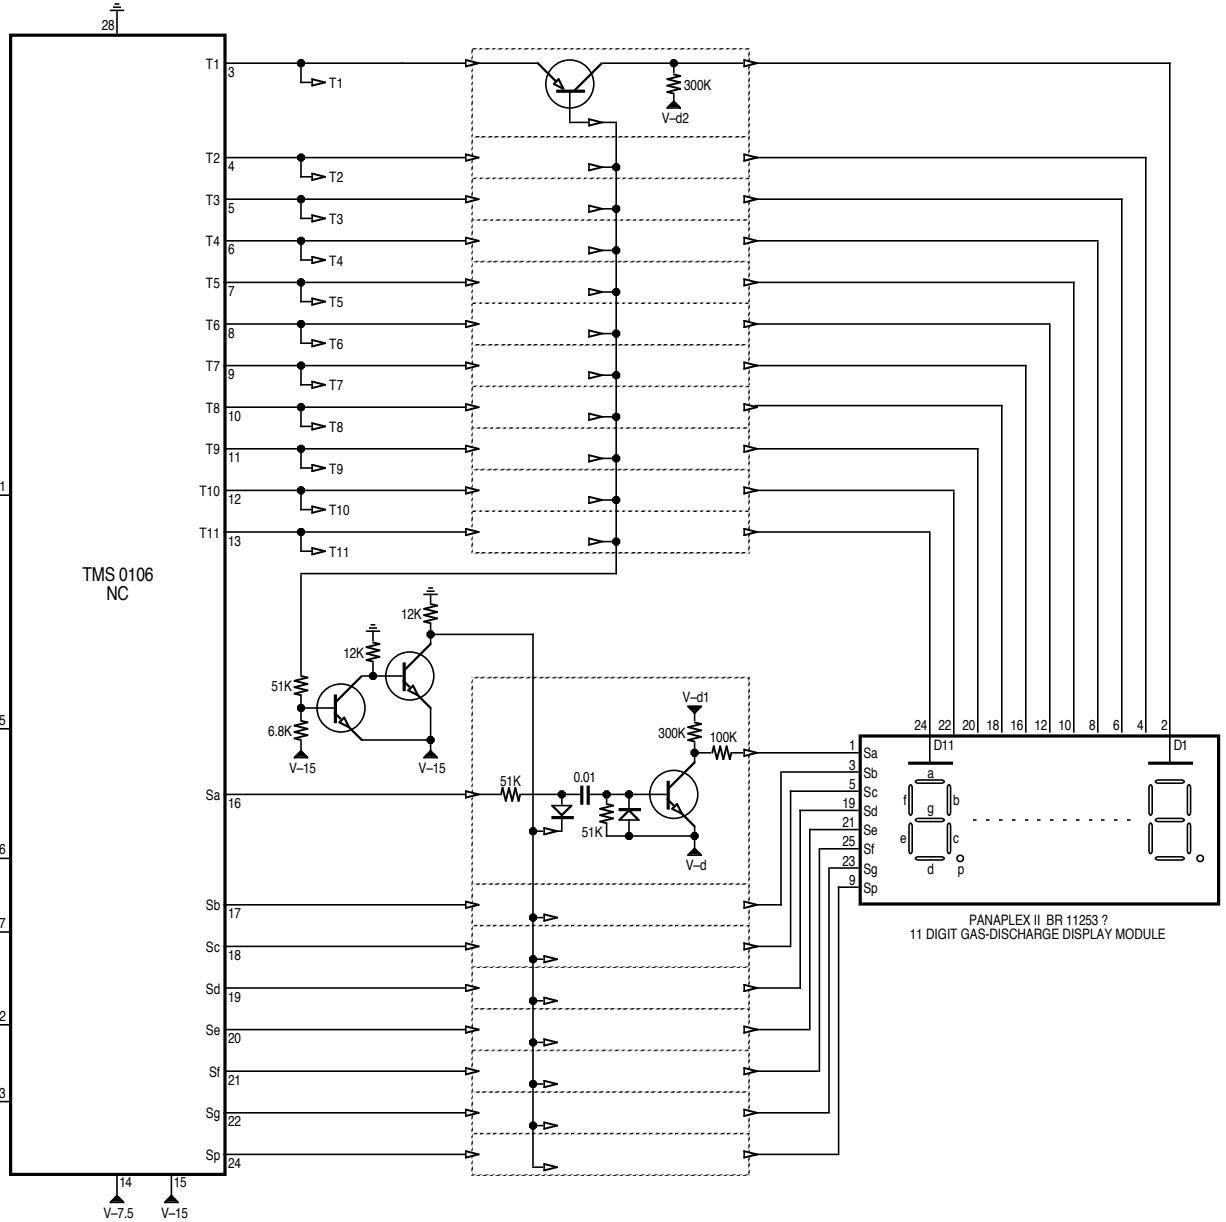 28
T1
3
T1
300K
V–d2
T2
4
T2
T3
5
T3
T4
6
T4
T5
7
T5
T6
8
T6
T7
9
T7
T8
10
T8
T9
11
T9
1
T10
12
T10
T11
13
T11
TMS 0106
NC
12K
12K
51K
6.8K
V–15
V–15
V–d1
300K
100K
5
24 22 20 18 16 12 10 8 6 4 2
D11
D1
1 Sa
3 Sb
5 Sc
19 Sd
21 Se
25 Sf
23 Sg
9 Sp
a
f
b
g
e
c
d
p
Sa
16
51K
0.01
51K
V–d
6
PANAPLEX II BR 11253 ?
11 DIGIT GAS-DISCHARGE DISPLAY MODULE
Sb
17
7
Sc
18
Sd
19
2
Se
20
Sf
21
3
Sg
22
Sp
24
14
15
V–7.5
V–15